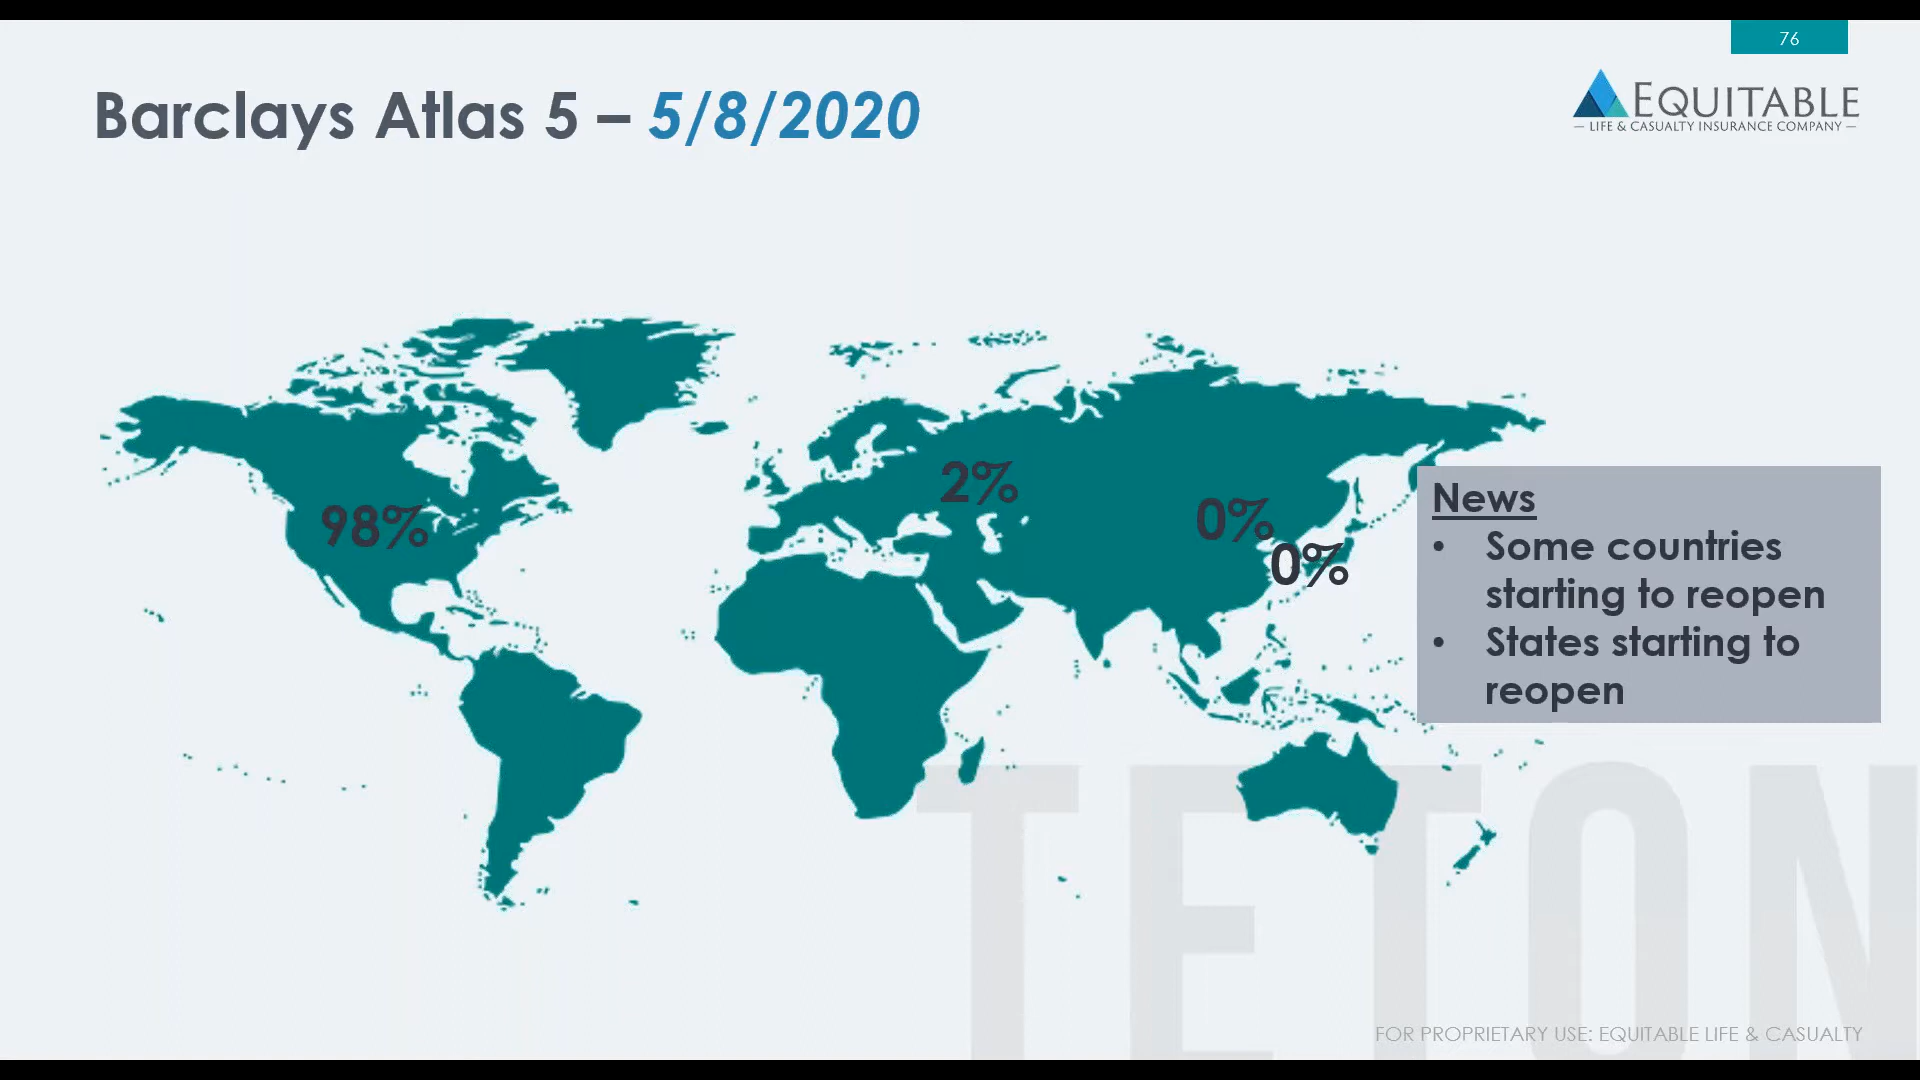 76
Barclays Atlas 5 – 5/8/2020
EQUITABLE
— LIFE & CASUALTY INSURANCE COMPANY —
98%
2%
0%
0%
News
• Some countries
starting to reopen
• States starting to
reopen
TETON
FOR PROPRIETARY USE: EQUITABLE LIFE & CASUALTY